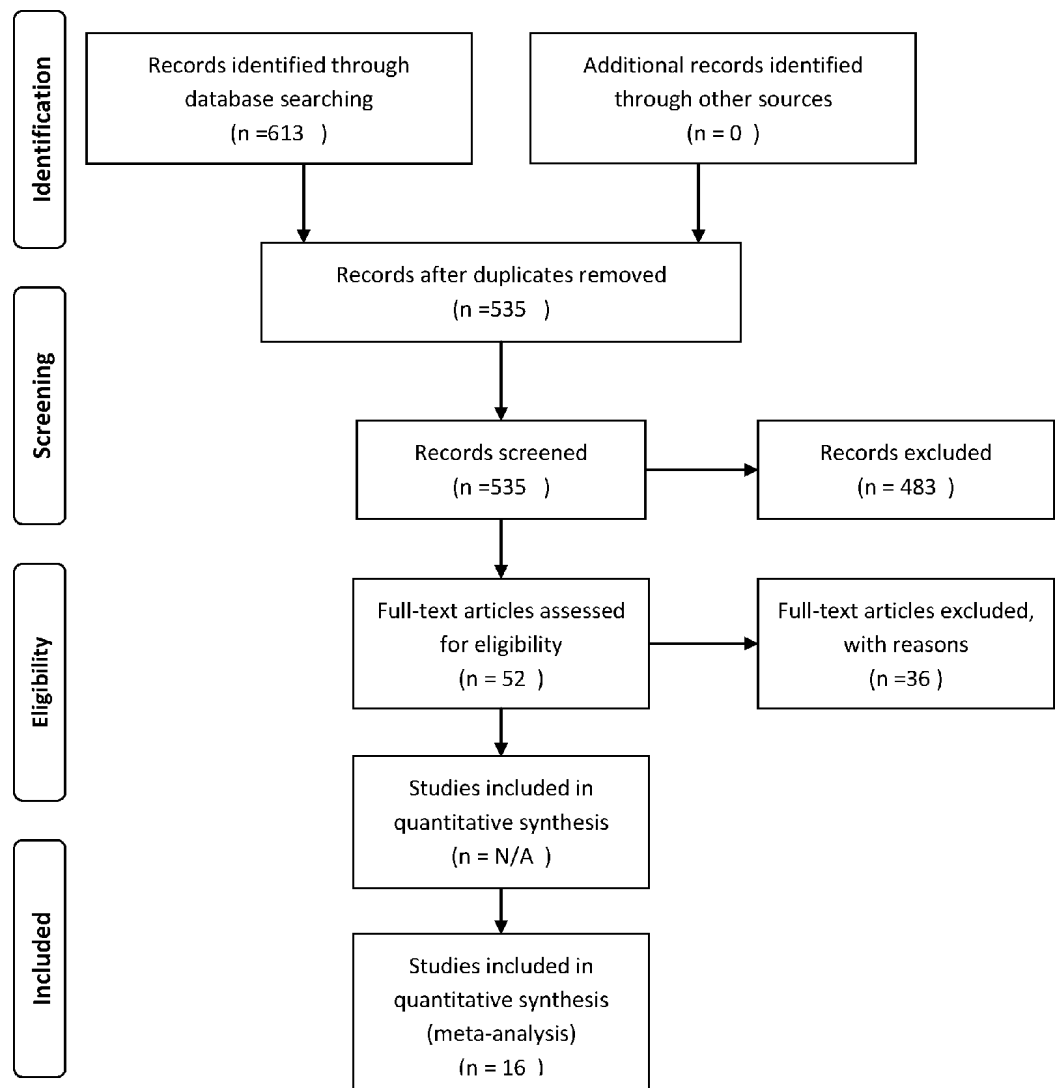 Identification
Records identified through
database searching
(n =613   )
Additional records identified
through other sources
(n = 0   )
Records after duplicates removed
(n =535   )
Screening
Records screened
(n =535   )
Records excluded
(n = 483   )
Eligibility
Full-text articles assessed
for eligibility
(n = 52   )
Full-text articles excluded,
with reasons
(n =36  )
Studies included in
quantitative synthesis
(n = N/A   )
Included
Studies included in
quantitative synthesis
(meta-analysis)
(n = 16   )